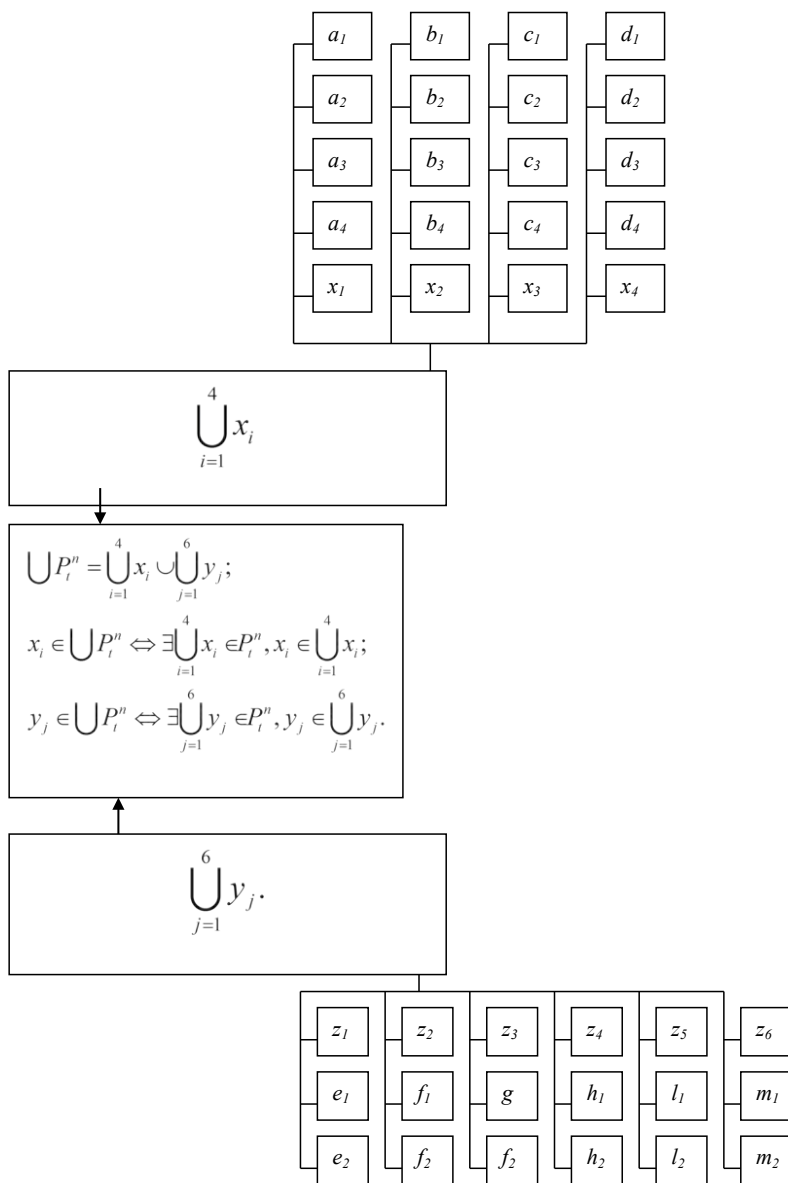 a₁ b₁ c₁ d₁
a₂ b₂ c₂ d₂
a₃ b₃ c₃ d₃
a₄ b₄ c₄ d₄
x₁ x₂ x₃ x₄
⋃_{i=1}^{4} x_i
⋃ P_t^n = ⋃_{i=1}^{4} x_i ∪ ⋃_{j=1}^{6} y_j;
x_i ∈ ⋃ P_t^n ⇔ ∃ ⋃_{i=1}^{4} x_i ∈ P_t^n, x_i ∈ ⋃_{i=1}^{4} x_i;
y_j ∈ ⋃ P_t^n ⇔ ∃ ⋃_{j=1}^{6} y_j ∈ P_t^n, y_j ∈ ⋃_{j=1}^{6} y_j.
⋃_{j=1}^{6} y_j.
z₁ z₂ z₃ z₄ z₅ z₆
e₁ f₁ g h₁ l₁ m₁
e₂ f₂ f₂ h₂ l₂ m₂